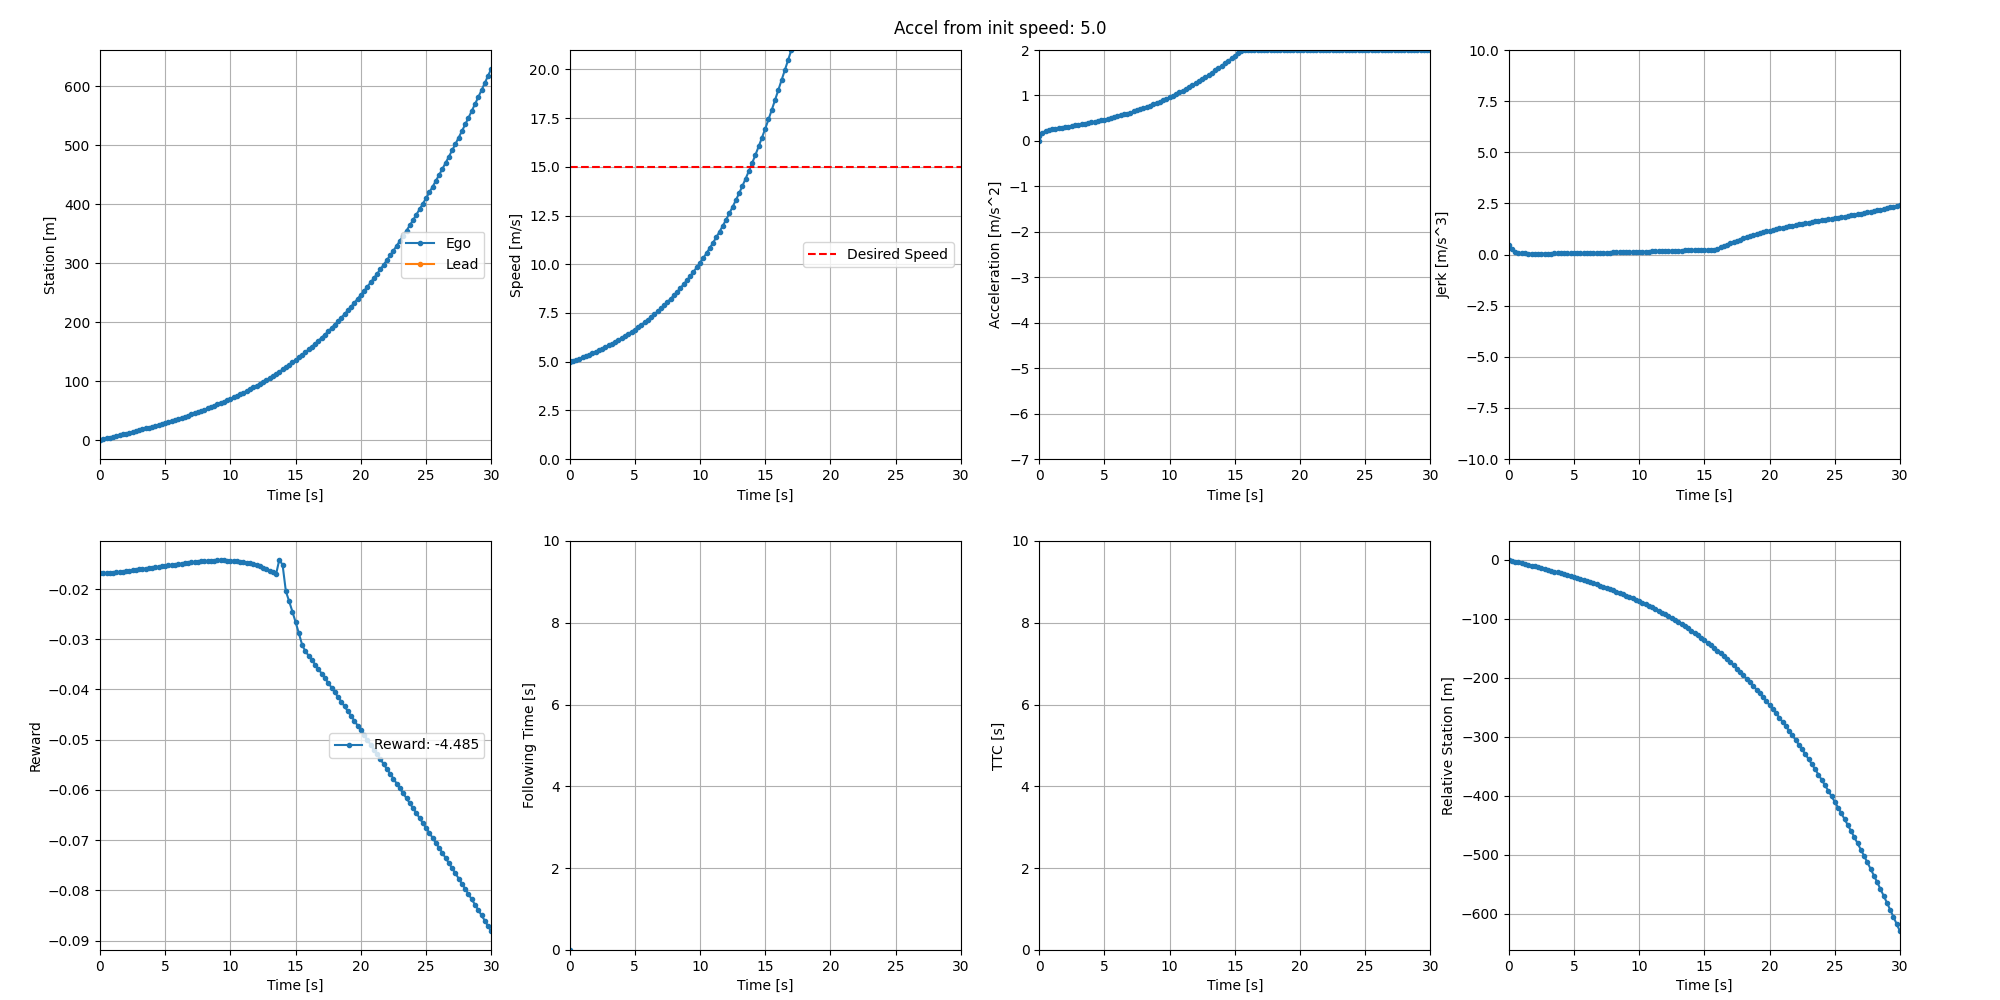 Accel from init speed: 5.0
Station [m]
600
500
400
300
200
100
0
Ego
Lead
0 5 10 15 20 25 30
Time [s]
Speed [m/s]
20.0
17.5
15.0
12.5
10.0
7.5
5.0
2.5
0.0
Desired Speed
0 5 10 15 20 25 30
Time [s]
Acceleration [m/s^2]
2
1
0
−1
−2
−3
−4
−5
−6
−7
0 5 10 15 20 25 30
Time [s]
Jerk [m/s^3]
10.0
7.5
5.0
2.5
0.0
−2.5
−5.0
−7.5
−10.0
0 5 10 15 20 25 30
Time [s]
Reward
−0.02
−0.03
−0.04
−0.05
−0.06
−0.07
−0.08
−0.09
Reward: -4.485
0 5 10 15 20 25 30
Time [s]
Following Time [s]
10
8
6
4
2
0
0 5 10 15 20 25 30
Time [s]
TTC [s]
10
8
6
4
2
0
0 5 10 15 20 25 30
Time [s]
Relative Station [m]
0
−100
−200
−300
−400
−500
−600
0 5 10 15 20 25 30
Time [s]